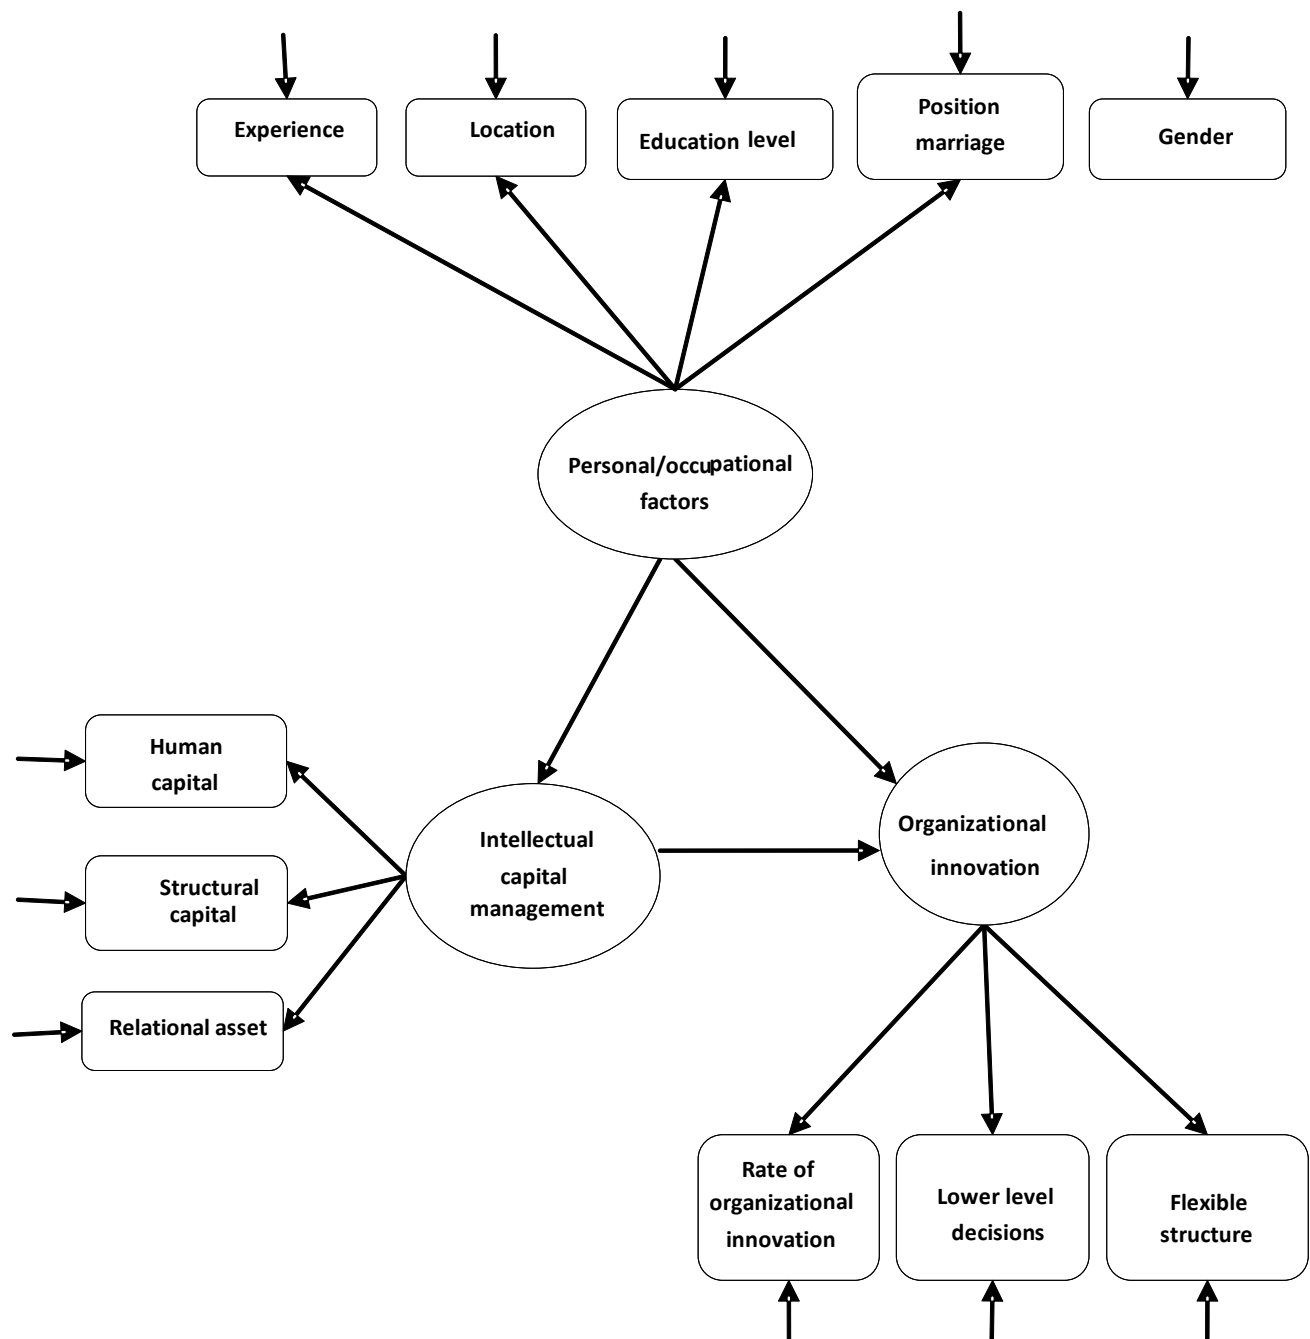 Experience
Location
Education level
Position
marriage
Gender
Personal/occupational
factors
Human
capital
Structural
capital
Relational asset
Intellectual
capital
management
Organizational
innovation
Rate of
organizational
innovation
Lower level
decisions
Flexible
structure